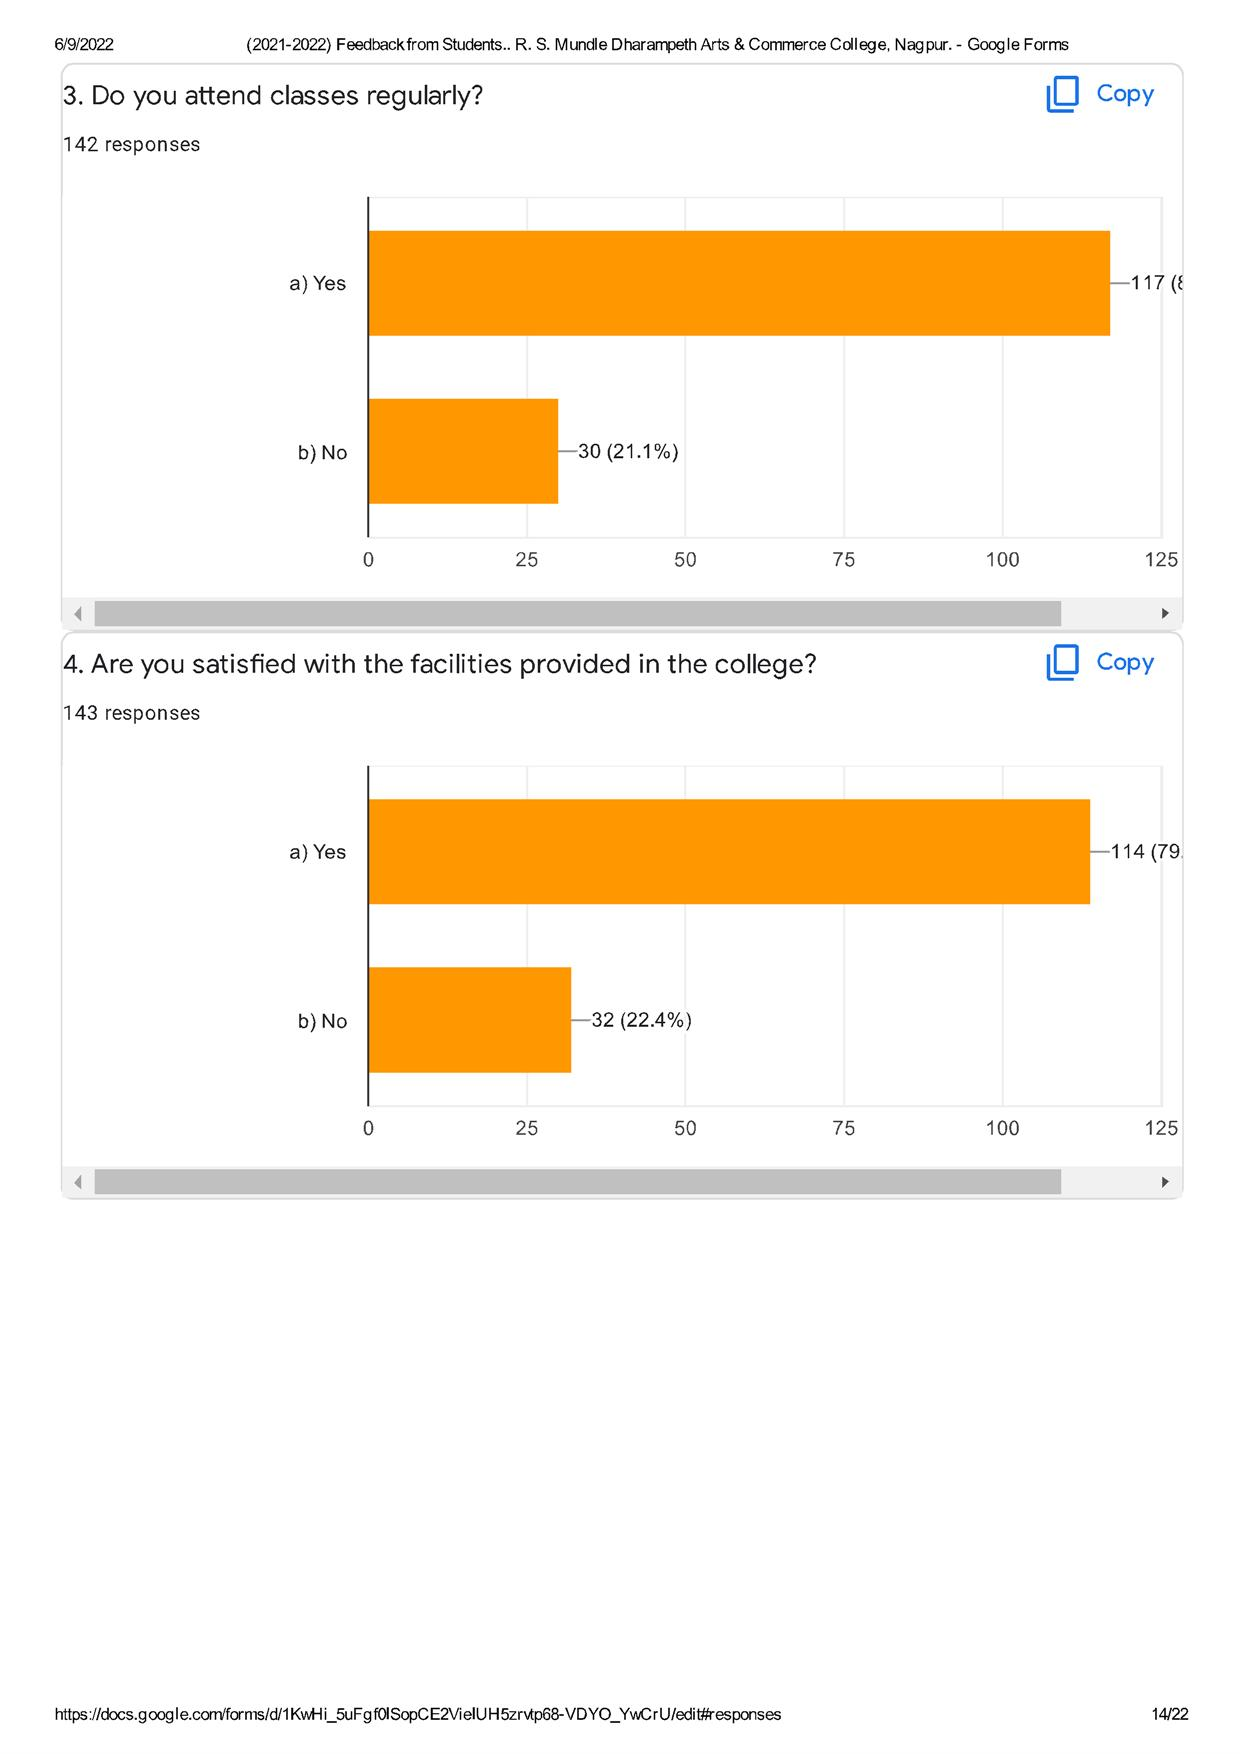 6/9/2022 (2021-2022) Feedback from Students.. R. S. Mundle Dharampeth Arts & Commerce College, Nagpur. - Google Forms
3. Do you attend classes regularly? Copy
142 responses
a) Yes 117 (8
b) No 30 (21.1%)
0 25 50 75 100 125
4. Are you satisfied with the facilities provided in the college? Copy
143 responses
a) Yes 114 (79.
b) No 32 (22.4%)
0 25 50 75 100 125
https://docs.google.com/forms/d/1KwHi_5uFgf0lSopCE2VielUH5zrvtp68-VDYO_YwCrU/edit#responses 14/22